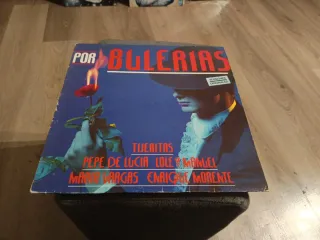 POR BULERIAS
TIJERITAS
PEPE DE LUCIA LOLE Y MANUEL
MARIA VARGAS ENRIQUE MORENTE